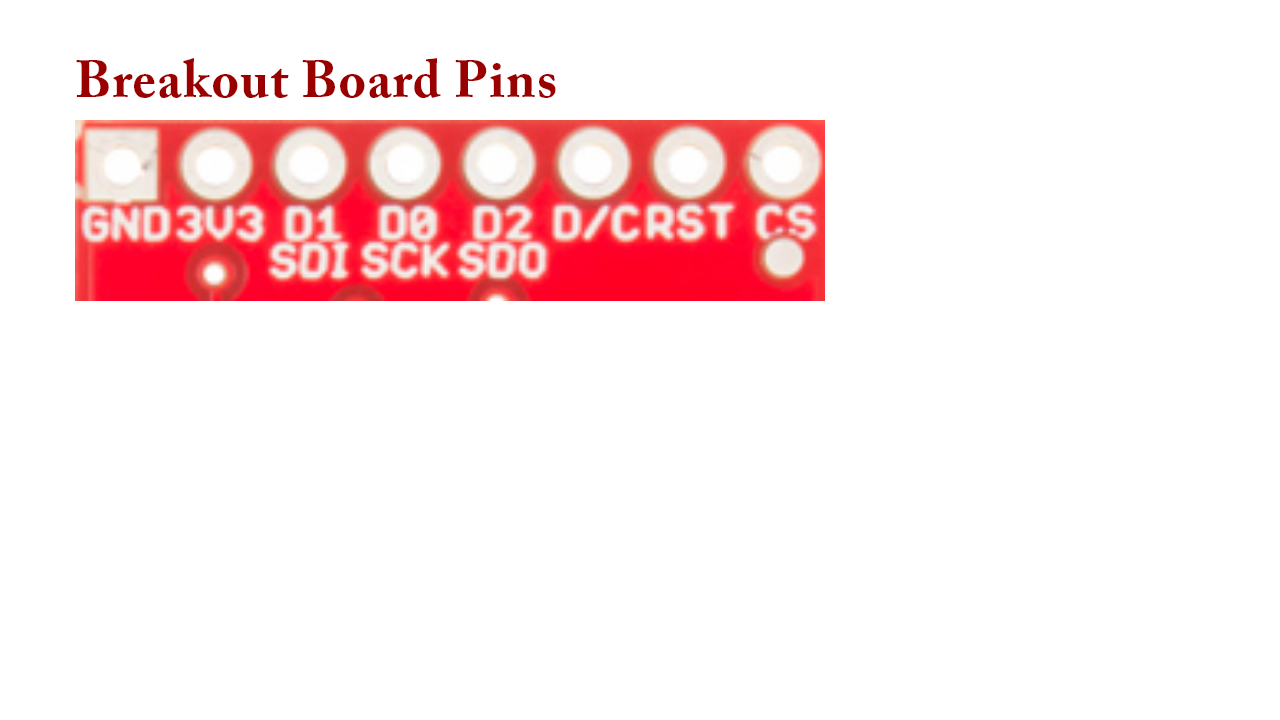 Breakout Board Pins
GND 3V3 D1 D0 D2 D/C RST CS
SDI SCK SDO